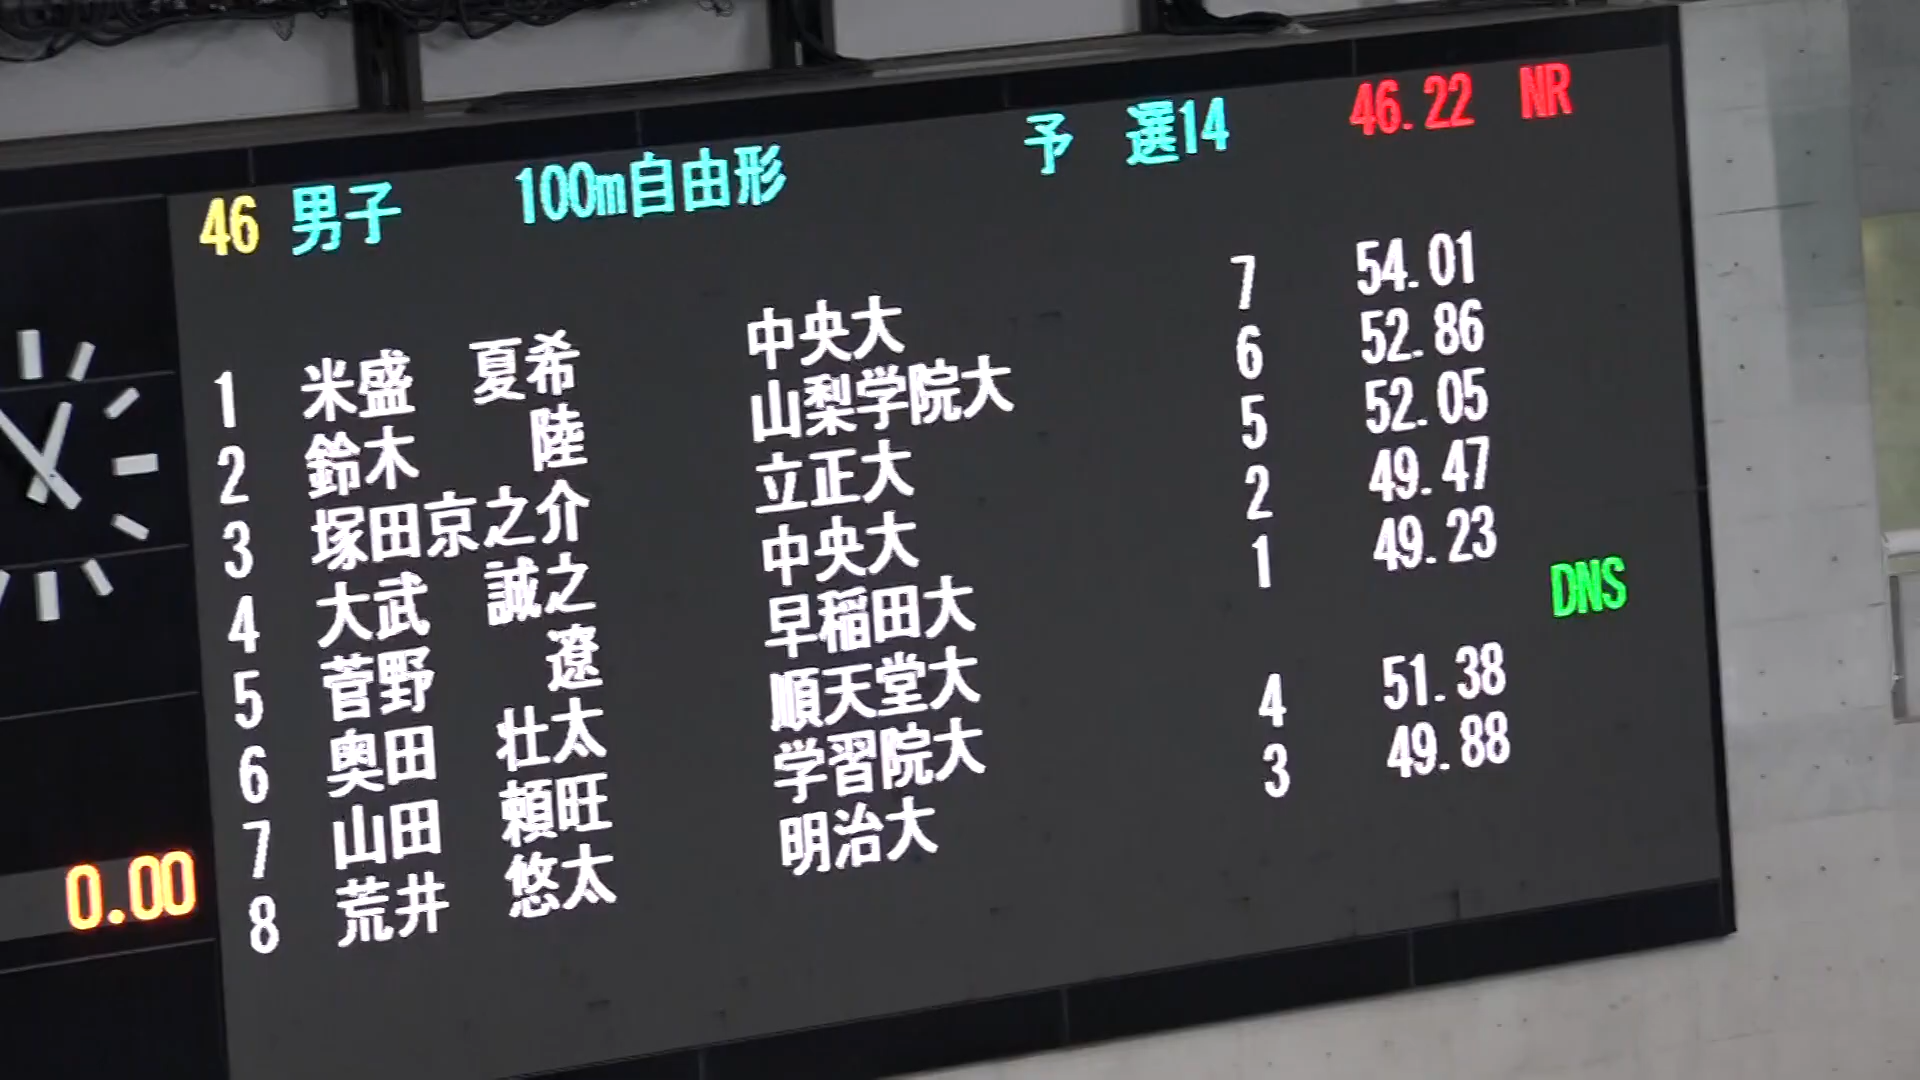 46 男子 100m自由形 予 選14 46.22 NR
1 米盛 夏希 中央大 7 54.01
2 鈴木 陸 山梨学院大 6 52.86
3 塚田京之介 立正大 5 52.05
4 大武 誠之 中央大 2 49.47
5 菅野 遼 早稲田大 1 49.23
6 奥田 壮太 順天堂大 DNS
7 山田 頼旺 学習院大 4 51.38
8 荒井 悠太 明治大 3 49.88
0.00